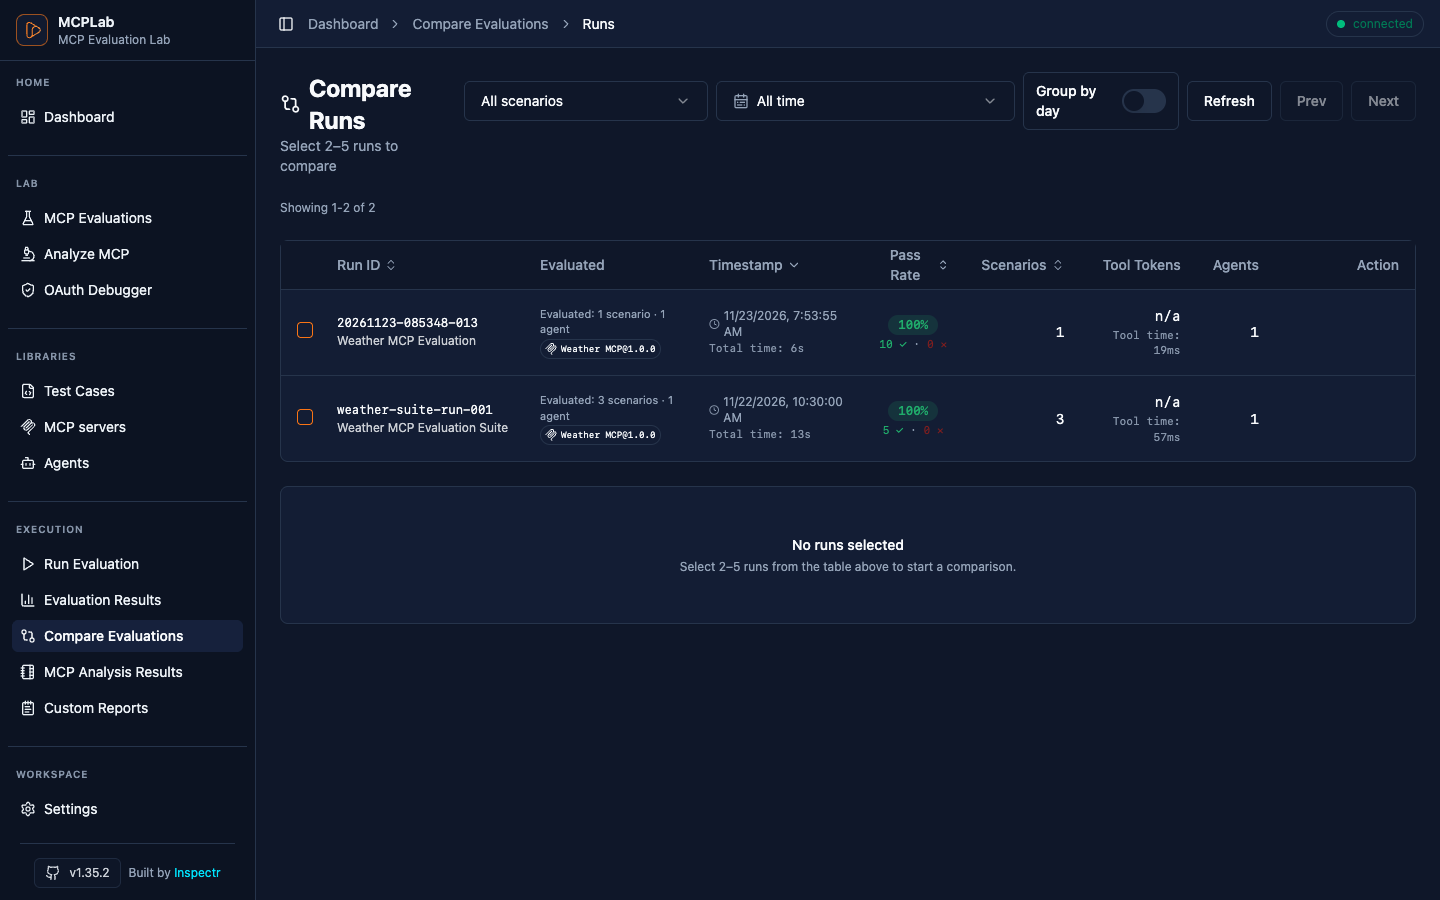 MCPLab
MCP Evaluation Lab
HOME
Dashboard
LAB
MCP Evaluations
Analyze MCP
OAuth Debugger
LIBRARIES
Test Cases
MCP servers
Agents
EXECUTION
Run Evaluation
Evaluation Results
Compare Evaluations
MCP Analysis Results
Custom Reports
WORKSPACE
Settings
v1.35.2
Built by Inspectr
Dashboard > Compare Evaluations > Runs
connected
Compare
Runs
Select 2–5 runs to
compare
All scenarios
All time
Group by
day
Refresh
Prev
Next
Showing 1-2 of 2
Run ID
Evaluated
Timestamp
Pass
Rate
Scenarios
Tool Tokens
Agents
Action
20261123-085348-013
Weather MCP Evaluation
Evaluated: 1 scenario · 1
agent
Weather MCP@1.0.0
11/23/2026, 7:53:55
AM
Total time: 6s
100%
10 ✓ · 0 ×
1
n/a
Tool time:
19ms
1
weather-suite-run-001
Weather MCP Evaluation Suite
Evaluated: 3 scenarios · 1
agent
Weather MCP@1.0.0
11/22/2026, 10:30:00
AM
Total time: 13s
100%
5 ✓ · 0 ×
3
n/a
Tool time:
57ms
1
No runs selected
Select 2–5 runs from the table above to start a comparison.